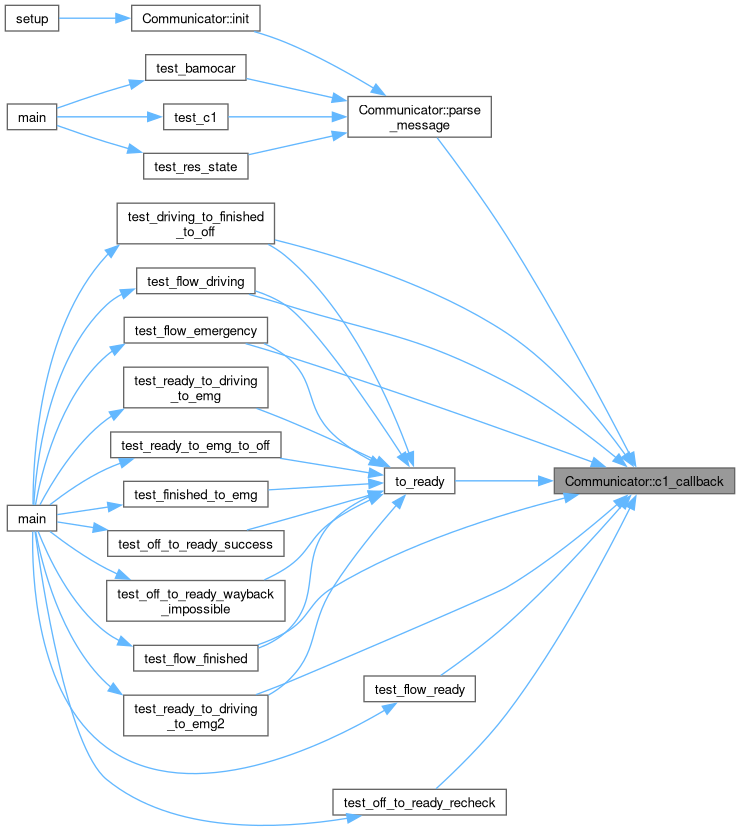 setup
Communicator::init
test_bamocar
main
test_c1
Communicator::parse
_message
test_res_state
test_driving_to_finished
_to_off
test_flow_driving
test_flow_emergency
test_ready_to_driving
_to_emg
test_ready_to_emg_to_off
to_ready
Communicator::c1_callback
test_finished_to_emg
main
test_off_to_ready_success
test_off_to_ready_wayback
_impossible
test_flow_finished
test_flow_ready
test_ready_to_driving
_to_emg2
test_off_to_ready_recheck